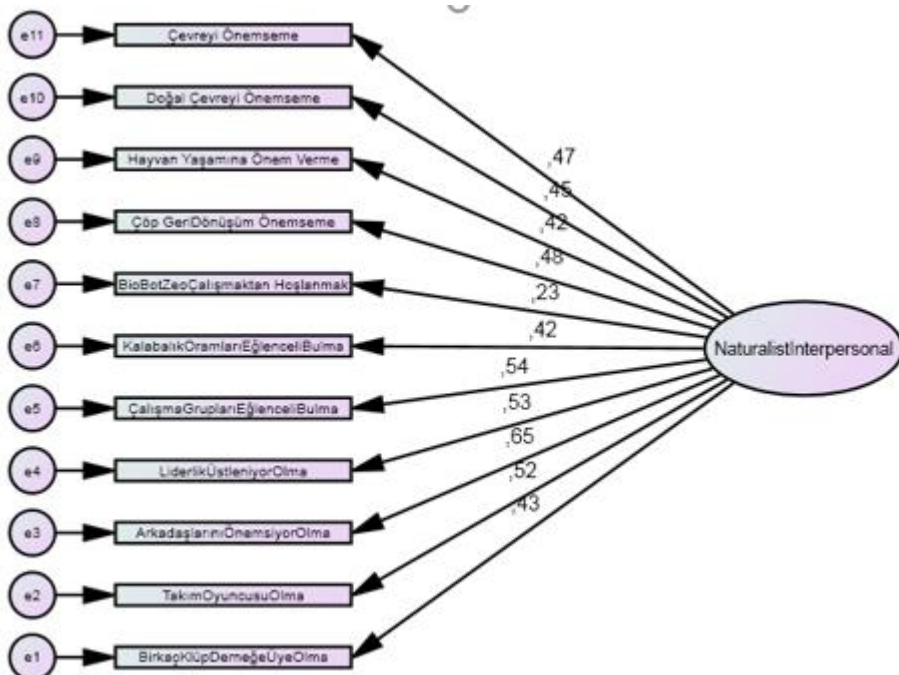 e11
Çevreyi Önemseme
e10
Doğal Çevreyi Önemseme
e9
Hayvan Yaşamına Önem Verme
e8
Çöp GeriDönüşüm Önemseme
e7
BioBotZeoÇalışmaktan Hoşlanmak
e6
KalabalıkOramlarıEğlenceliBulma
e5
ÇalışmaGruplarıEğlenceliBulma
e4
LiderlikÜstleniyorOlma
e3
ArkadaşlarınıÖnemsiyorOlma
e2
TakımOyuncusuOlma
e1
BirkaçKlüpDerneğeÜyeOlma
,47
,45
,42
,48
,23
,42
,54
,53
,65
,52
,43
NaturalistInterpersonal